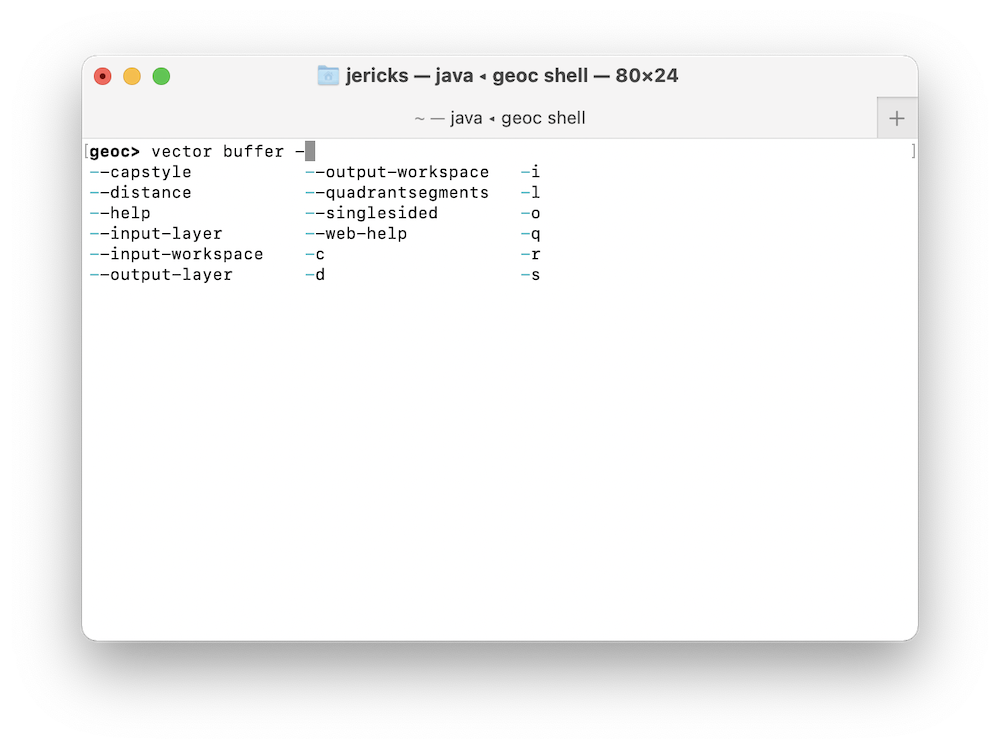 jericks — java ◂ geoc shell — 80×24
~ — java ◂ geoc shell
+
[geoc> vector buffer - ]
--capstyle --output-workspace -i
--distance --quadrantsegments -l
--help --singlesided -o
--input-layer --web-help -q
--input-workspace -c -r
--output-layer -d -s